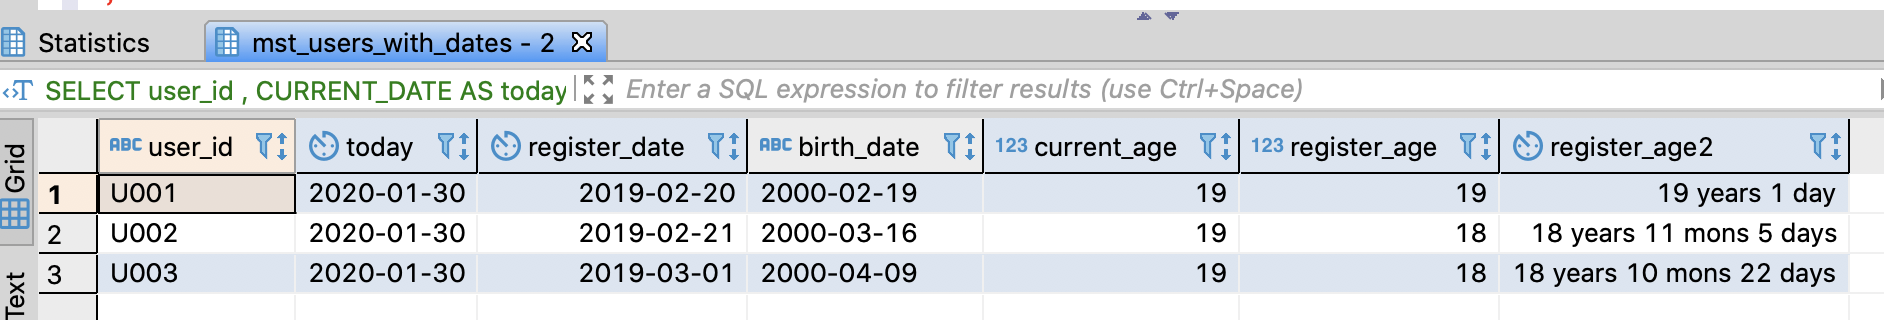 Statistics mst_users_with_dates - 2
SELECT user_id , CURRENT_DATE AS today Enter a SQL expression to filter results (use Ctrl+Space)
Grid
Text
ABC user_id today register_date ABC birth_date 123 current_age 123 register_age register_age2
1 U001 2020-01-30 2019-02-20 2000-02-19 19 19 19 years 1 day
2 U002 2020-01-30 2019-02-21 2000-03-16 19 18 18 years 11 mons 5 days
3 U003 2020-01-30 2019-03-01 2000-04-09 19 18 18 years 10 mons 22 days